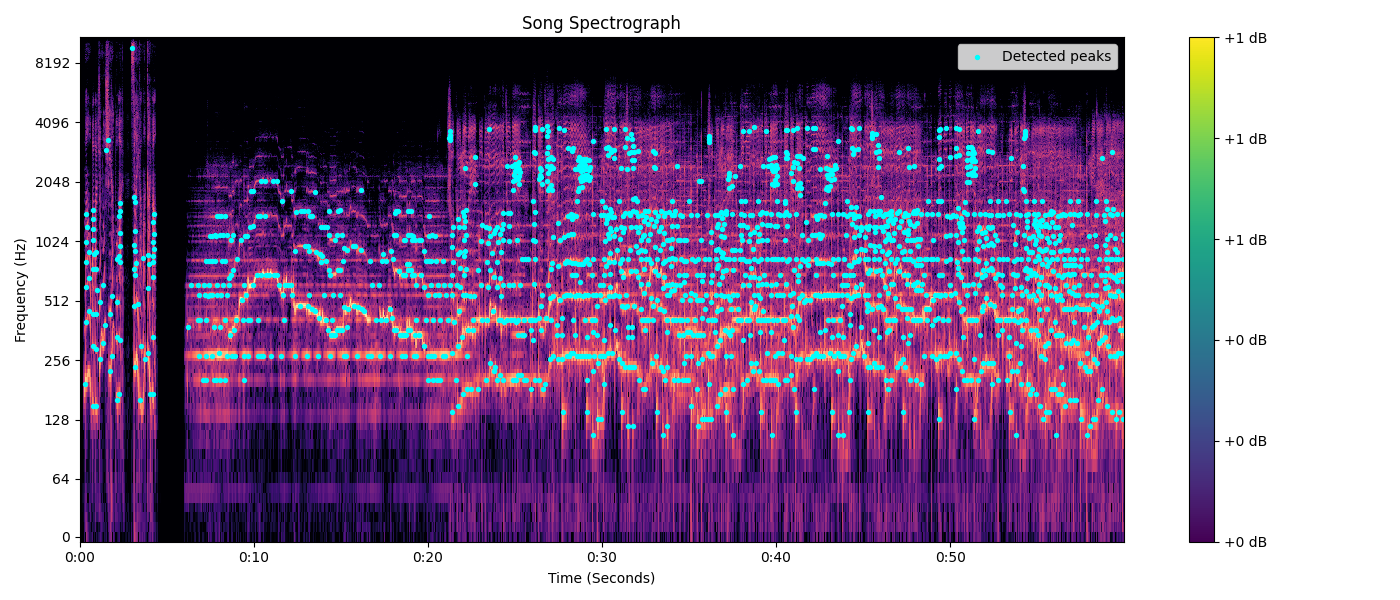 Song Spectrograph
Detected peaks
Frequency (Hz)
8192
4096
2048
1024
512
256
128
64
0
0:00
0:10
0:20
0:30
0:40
0:50
Time (Seconds)
+1 dB
+1 dB
+1 dB
+0 dB
+0 dB
+0 dB